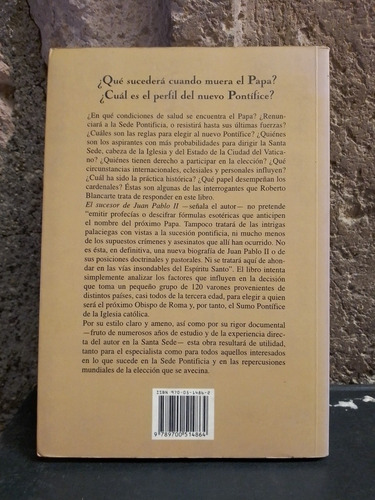 ¿Qué sucederá cuando muera el Papa?
¿Cuál es el perfil del nuevo Pontífice?
¿En qué condiciones de salud se encuentra el Papa? ¿Renun-
ciará a la Sede Pontificia, o resistirá hasta sus últimas fuerzas?
¿Cuáles son las reglas para elegir al nuevo Pontífice? ¿Quiénes
son los aspirantes con más probabilidades para dirigir la Santa
Sede, cabeza de la Iglesia y del Estado de la Ciudad del Vatica-
no? ¿Quiénes tienen derecho a participar en la elección? ¿Qué
circunstancias internacionales, eclesiales y personales influyen?
¿Cuál ha sido la práctica histórica? ¿Qué papel desempeñan los
cardenales? Éstas son algunas de las interrogantes que Roberto
Blancarte trata de responder en este libro.
El sucesor de Juan Pablo II —señala el autor— no pretende
“emitir profecías o descifrar fórmulas esotéricas que anticipen
el nombre del próximo Papa. Tampoco tratará de las intrigas
palaciegas con vistas a la sucesión pontificia, ni mucho menos
de los supuestos crímenes y asesinatos que allí han ocurrido. No
es ésta, en definitiva, una nueva biografía de Juan Pablo II o de
sus posiciones doctrinales y pastorales. Ni se tratará aquí de ahon-
dar en las vías insondables del Espíritu Santo”. El libro intenta
simplemente analizar los factores que influyen en la decisión
que toma un pequeño grupo de 120 varones provenientes de
distintos países, casi todos de la tercera edad, para elegir a quien
será el próximo Obispo de Roma y, por tanto, el Sumo Pontífice
de la Iglesia católica.
Por su estilo claro y ameno, así como por su rigor documental
—fruto de numerosos años de estudio y de la experiencia directa
del autor en la Santa Sede— esta obra resultará de utilidad,
tanto para el especialista como para todos aquellos interesados
en lo que sucede en la Sede Pontificia y en las repercusiones
mundiales de la elección que se avecina.
ISBN 970-05-1486-2
9 789700 514864